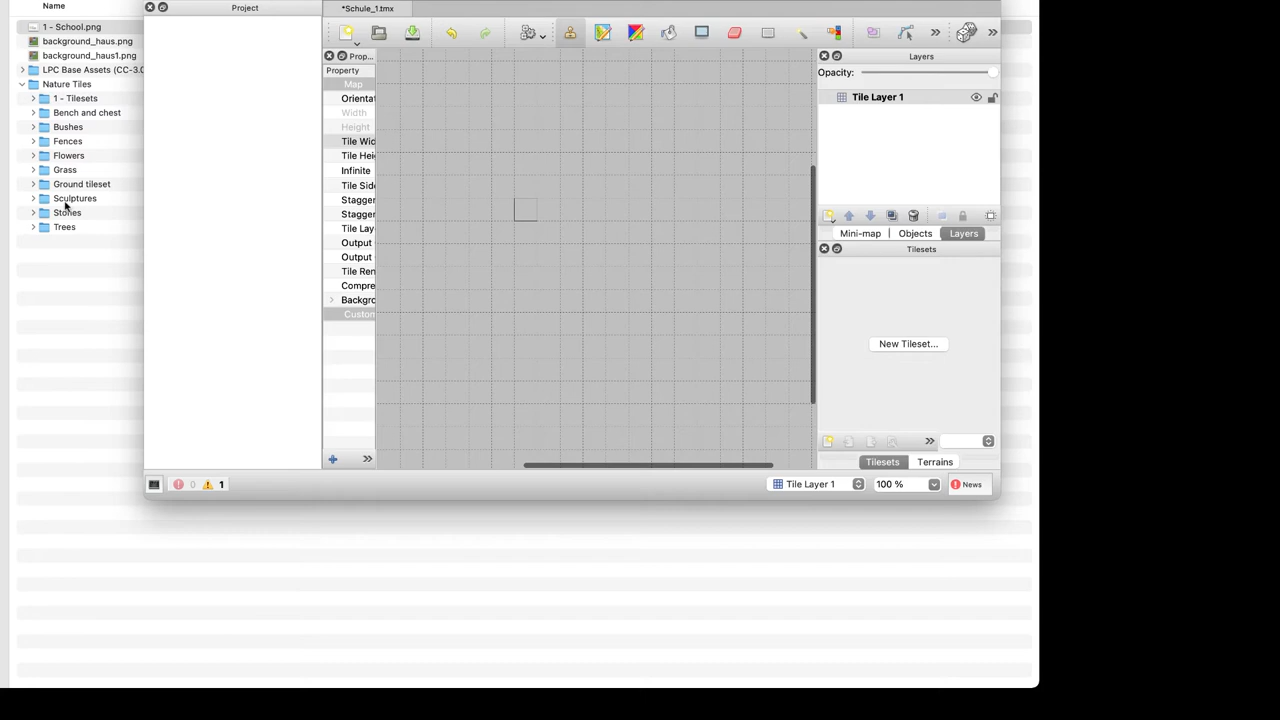 Name
1 - School.png
background_haus.png
background_haus1.png
LPC Base Assets (CC-3.0
Nature Tiles
1 - Tilesets
Bench and chest
Bushes
Fences
Flowers
Grass
Ground tileset
Sculptures
Stones
Trees
Project
*Schule_1.tmx
Prop...
Property
Map
Orientat
Width
Height
Tile Wid
Tile Hei
Infinite
Tile Side
Stagger
Stagger
Tile Lay
Output
Output
Tile Ren
Compre
Backgro
Custom
Layers
Opacity:
Tile Layer 1
Mini-map
Objects
Layers
Tilesets
New Tileset...
Tilesets
Terrains
0
1
Tile Layer 1
100 %
News